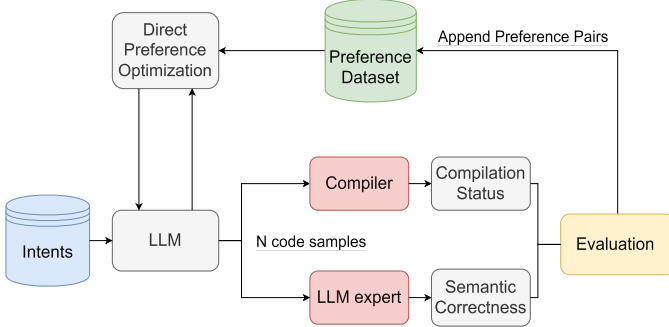 Direct
Preference
Optimization
Preference
Dataset
Append Preference Pairs
Intents
LLM
N code samples
Compiler
Compilation
Status
LLM expert
Semantic
Correctness
Evaluation